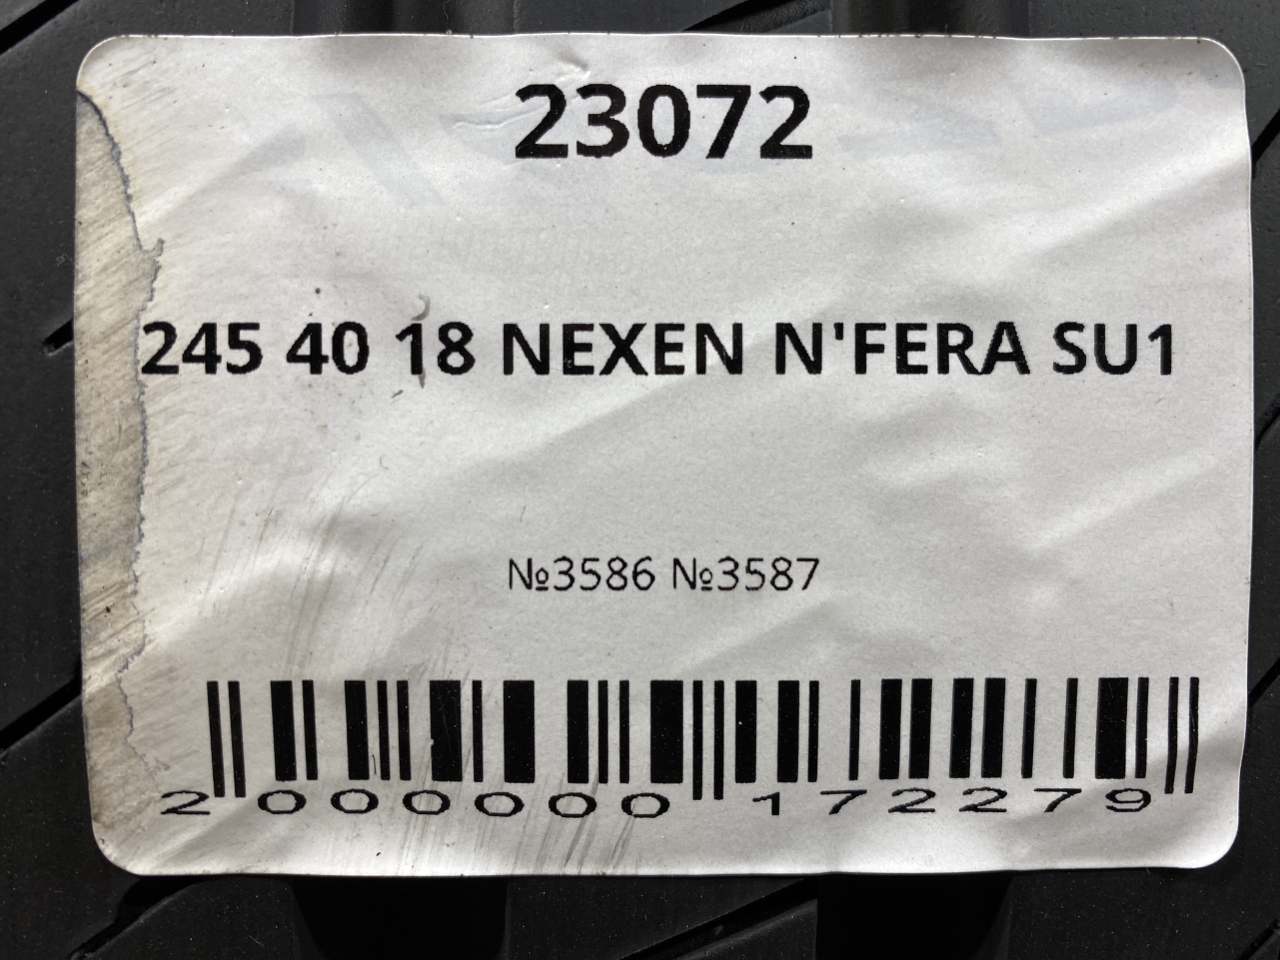 23072
245 40 18 NEXEN N'FERA SU1
№3586 №3587
2 000000 172279